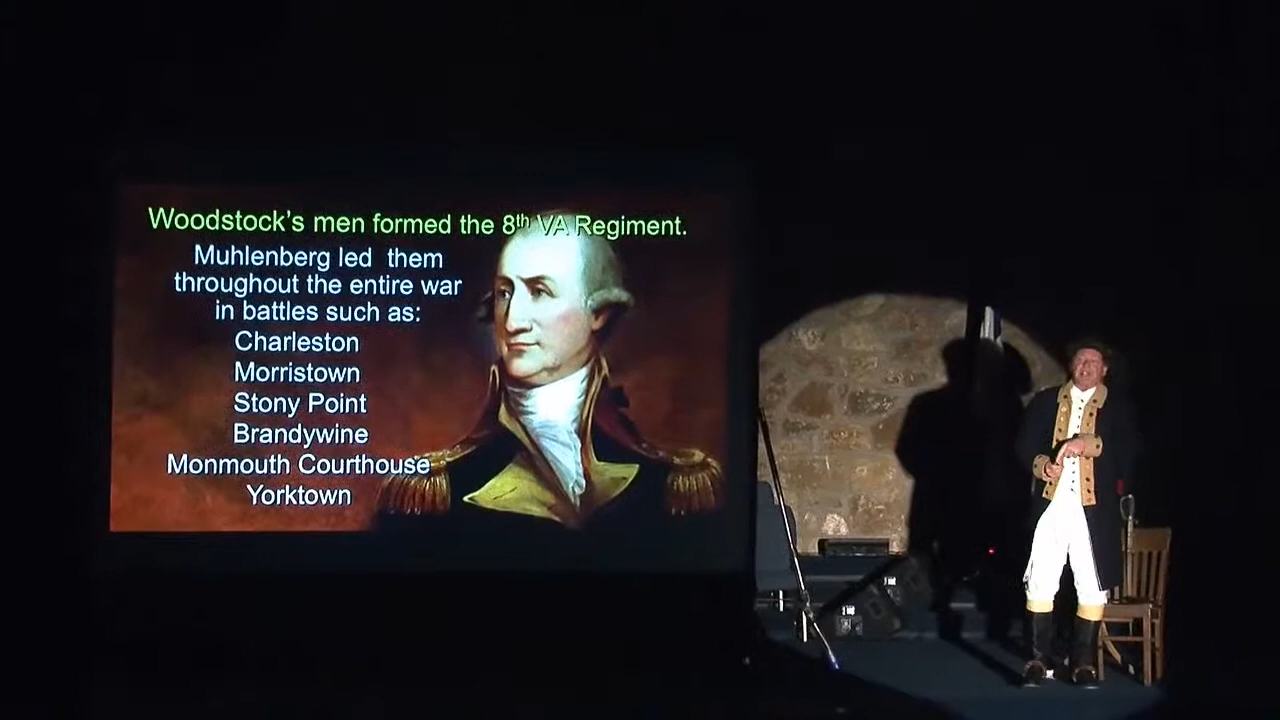 Woodstock's men formed the 8th VA Regiment.
Muhlenberg led them
throughout the entire war
in battles such as:
Charleston
Morristown
Stony Point
Brandywine
Monmouth Courthouse
Yorktown